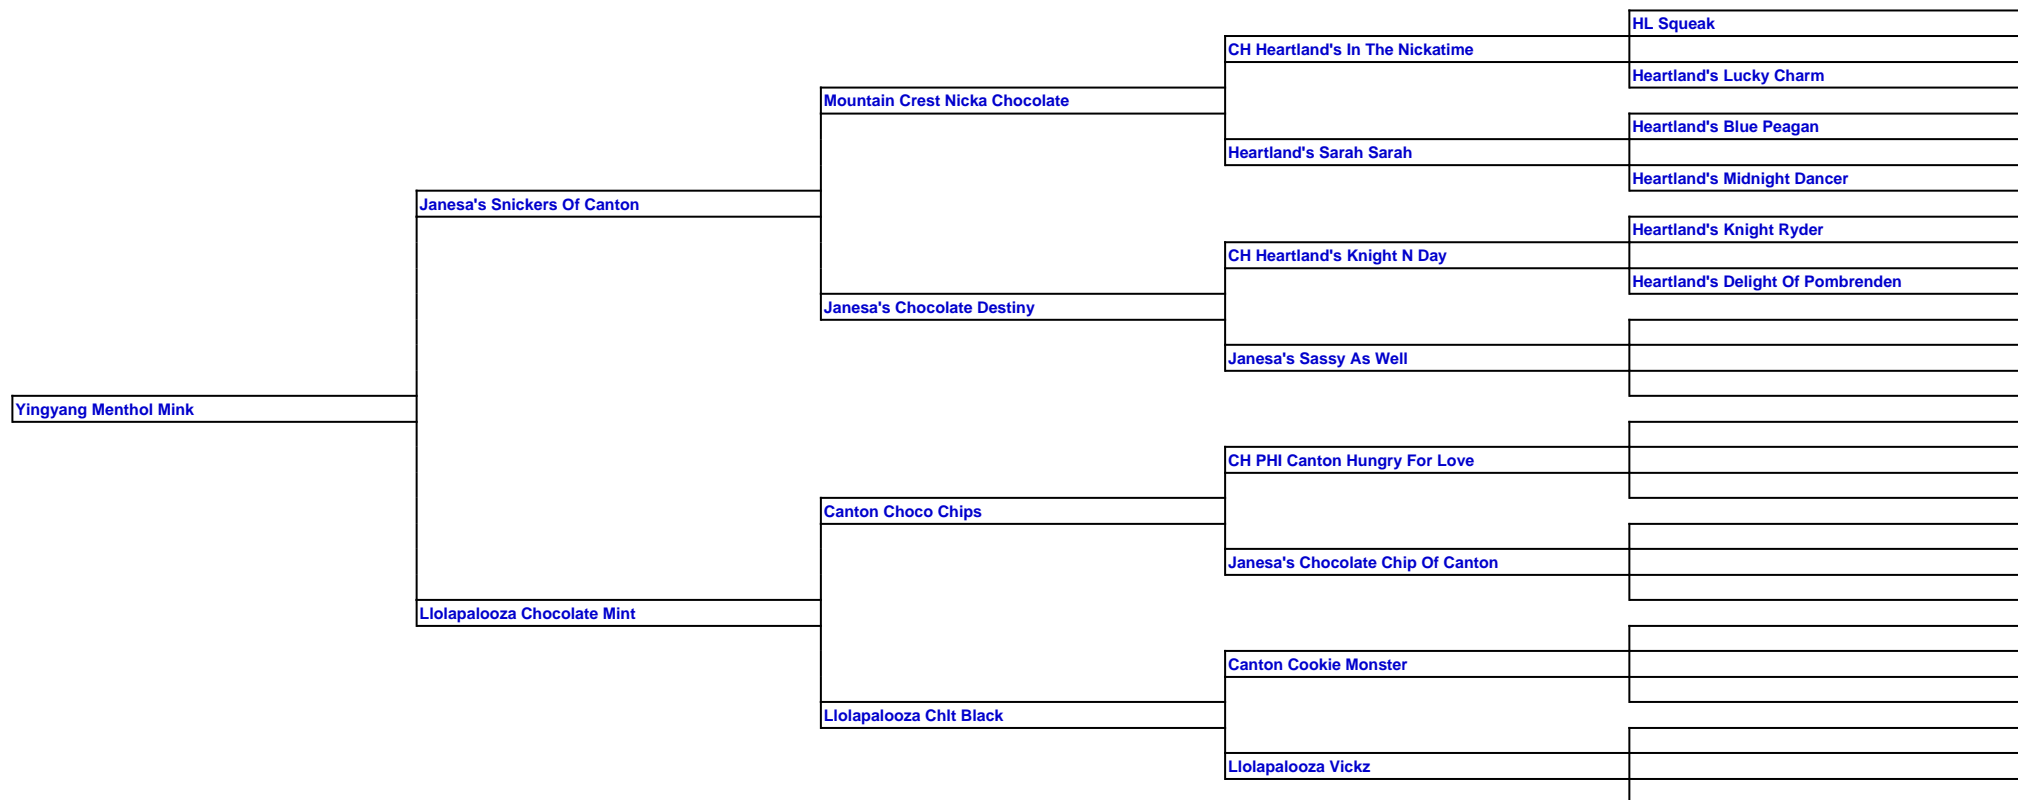 HL Squeak
CH Heartland's In The Nickatime
Heartland's Lucky Charm
Mountain Crest Nicka Chocolate
Heartland's Blue Peagan
Heartland's Sarah Sarah
Heartland's Midnight Dancer
Janesa's Snickers Of Canton
Heartland's Knight Ryder
CH Heartland's Knight N Day
Heartland's Delight Of Pombrenden
Janesa's Chocolate Destiny
Janesa's Sassy As Well
Yingyang Menthol Mink
CH PHI Canton Hungry For Love
Canton Choco Chips
Janesa's Chocolate Chip Of Canton
Llolapalooza Chocolate Mint
Canton Cookie Monster
Llolapalooza Chlt Black
Llolapalooza Vickz